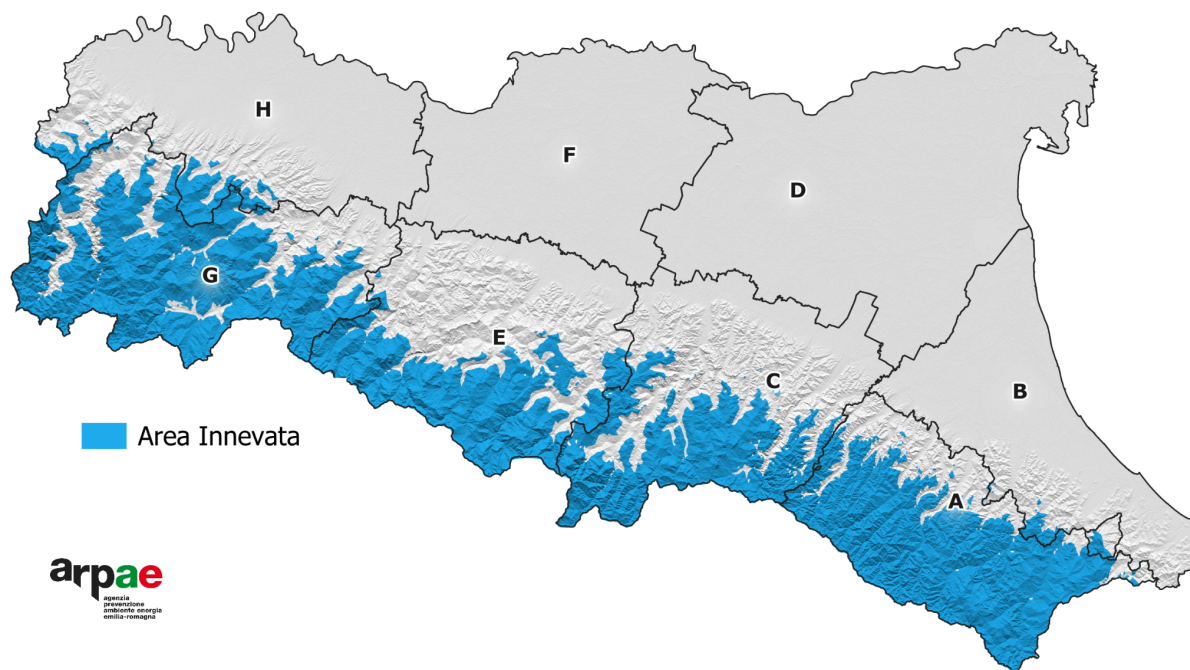 H
F
D
G
E
C
B
A
Area Innevata
arpae
agenzia
prevenzione
ambiente energia
emilia-romagna